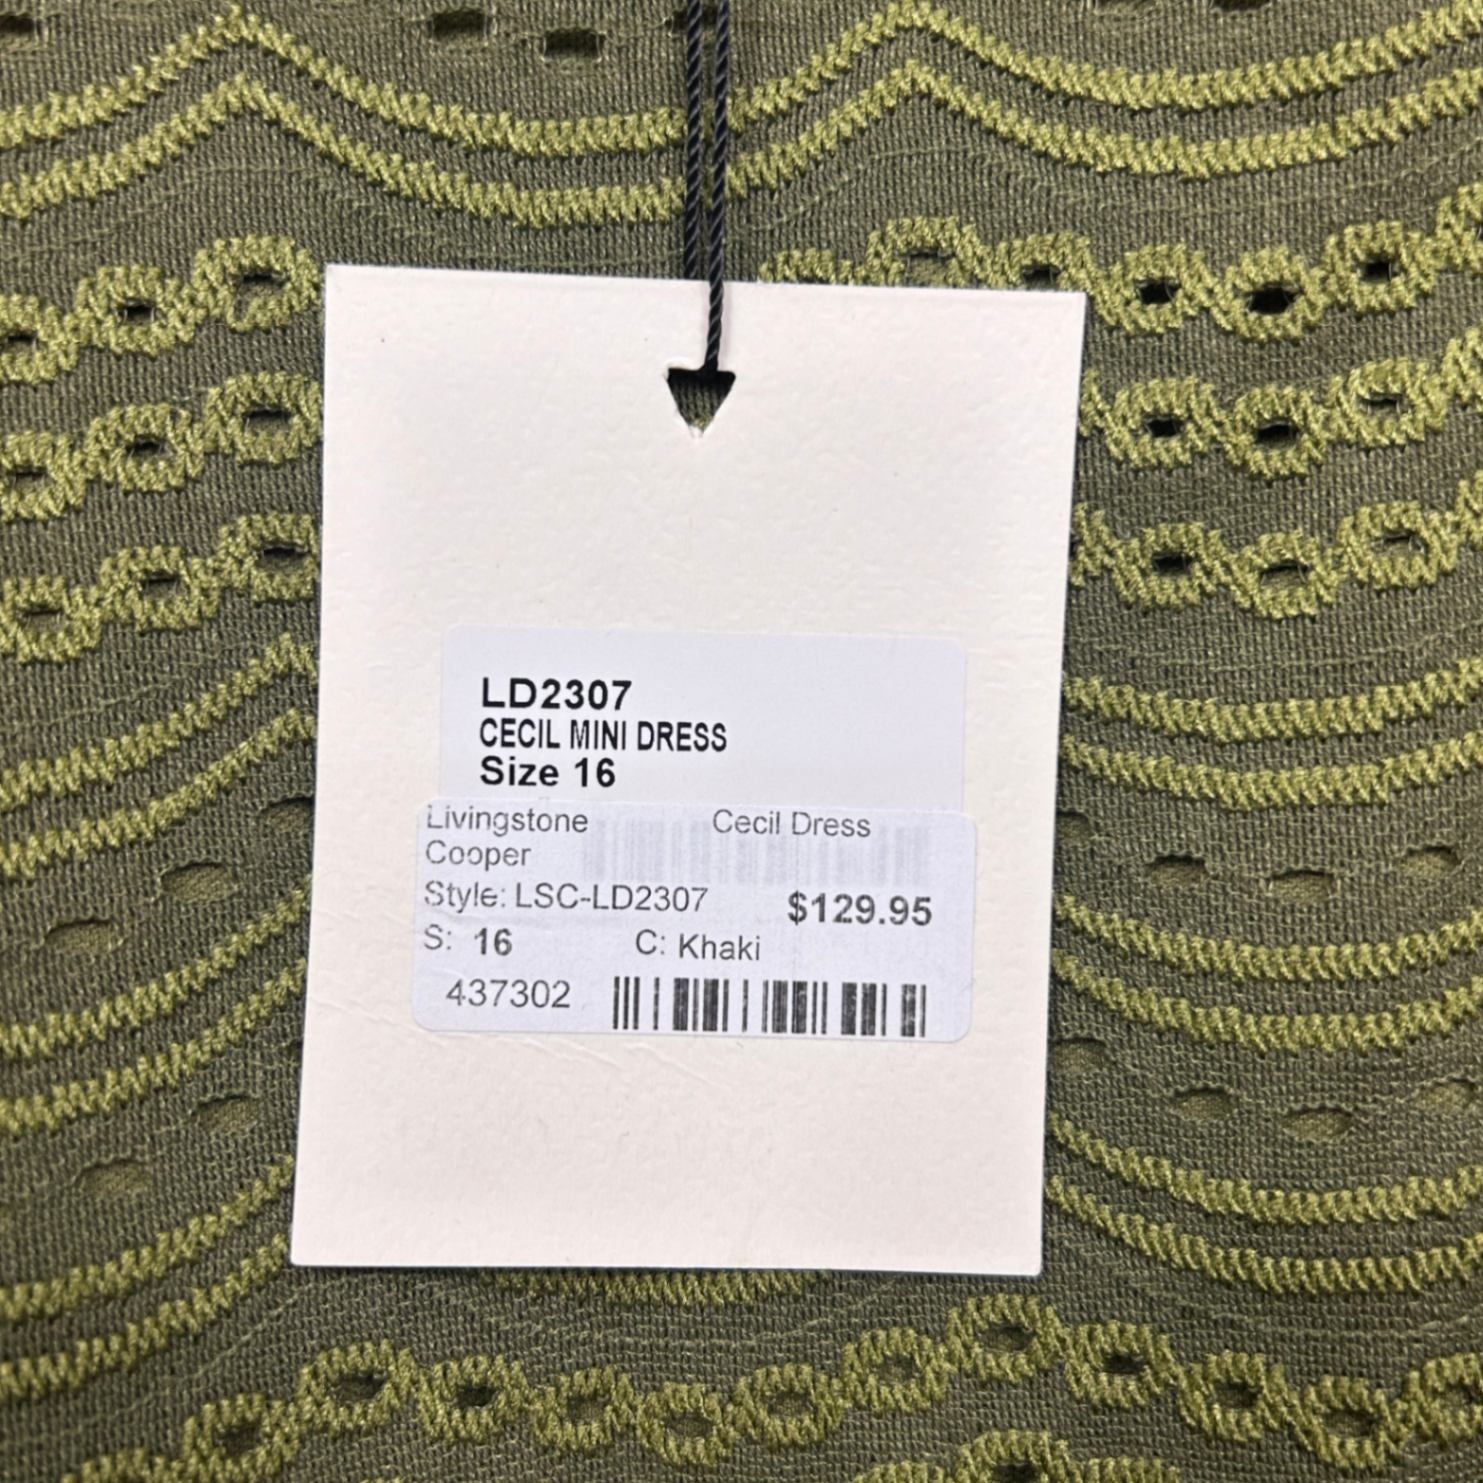 LD2307
CECIL MINI DRESS
Size 16
Livingstone Cecil Dress
Cooper
Style: LSC-LD2307 $129.95
S: 16 C: Khaki
437302